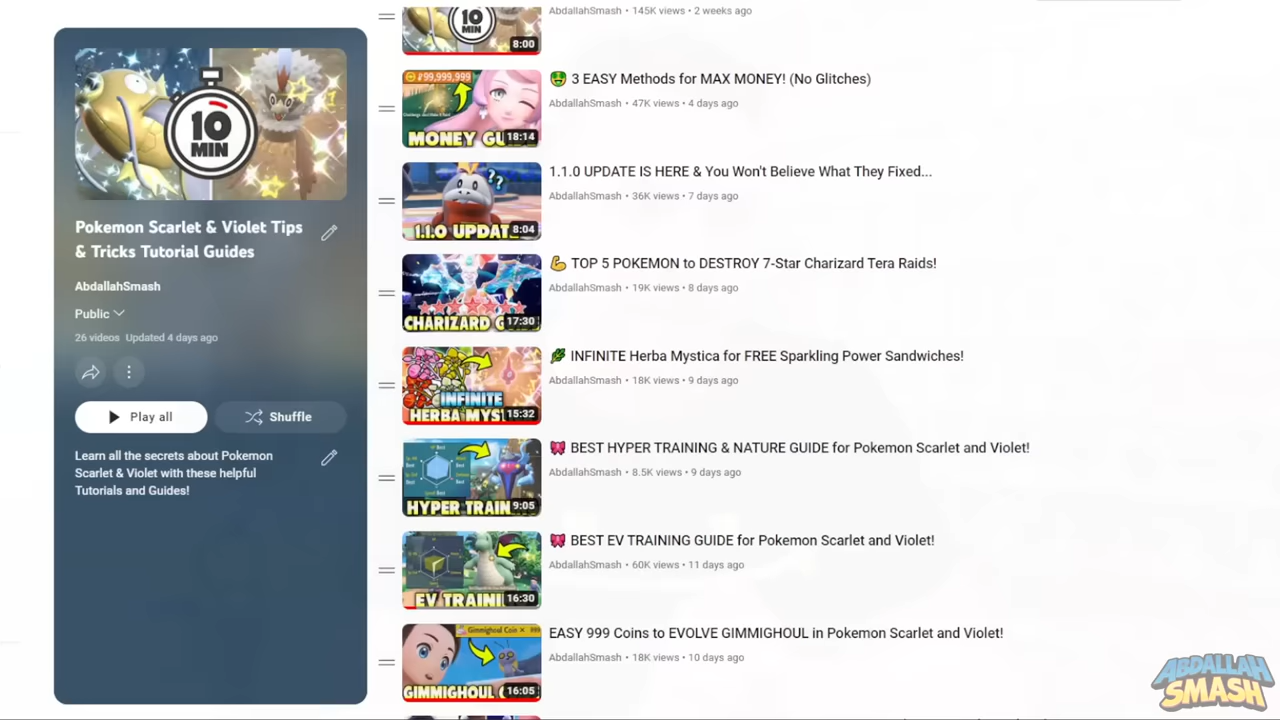 10
MIN
Pokemon Scarlet & Violet Tips
& Tricks Tutorial Guides
AbdallahSmash
Public
26 videos Updated 4 days ago
Play all
Shuffle
Learn all the secrets about Pokemon
Scarlet & Violet with these helpful
Tutorials and Guides!
10
MIN
8:00
AbdallahSmash • 145K views • 2 weeks ago
99,999,999
MONEY GU
18:14
🤑 3 EASY Methods for MAX MONEY! (No Glitches)
AbdallahSmash • 47K views • 4 days ago
??
1.1.0 UPDAT
8:04
1.1.0 UPDATE IS HERE & You Won't Believe What They Fixed...
AbdallahSmash • 36K views • 7 days ago
CHARIZARD G
17:30
💪 TOP 5 POKEMON to DESTROY 7-Star Charizard Tera Raids!
AbdallahSmash • 19K views • 8 days ago
INFINITE
HERBA MYS
15:32
🌿 INFINITE Herba Mystica for FREE Sparkling Power Sandwiches!
AbdallahSmash • 18K views • 9 days ago
HYPER TRAIN
9:05
🎀 BEST HYPER TRAINING & NATURE GUIDE for Pokemon Scarlet and Violet!
AbdallahSmash • 8.5K views • 9 days ago
EV TRAINI
16:30
🎀 BEST EV TRAINING GUIDE for Pokemon Scarlet and Violet!
AbdallahSmash • 60K views • 11 days ago
Gimmighoul Coin × 999
GIMMIGHOUL
16:05
EASY 999 Coins to EVOLVE GIMMIGHOUL in Pokemon Scarlet and Violet!
AbdallahSmash • 18K views • 10 days ago
ABDALLAH
SMASH